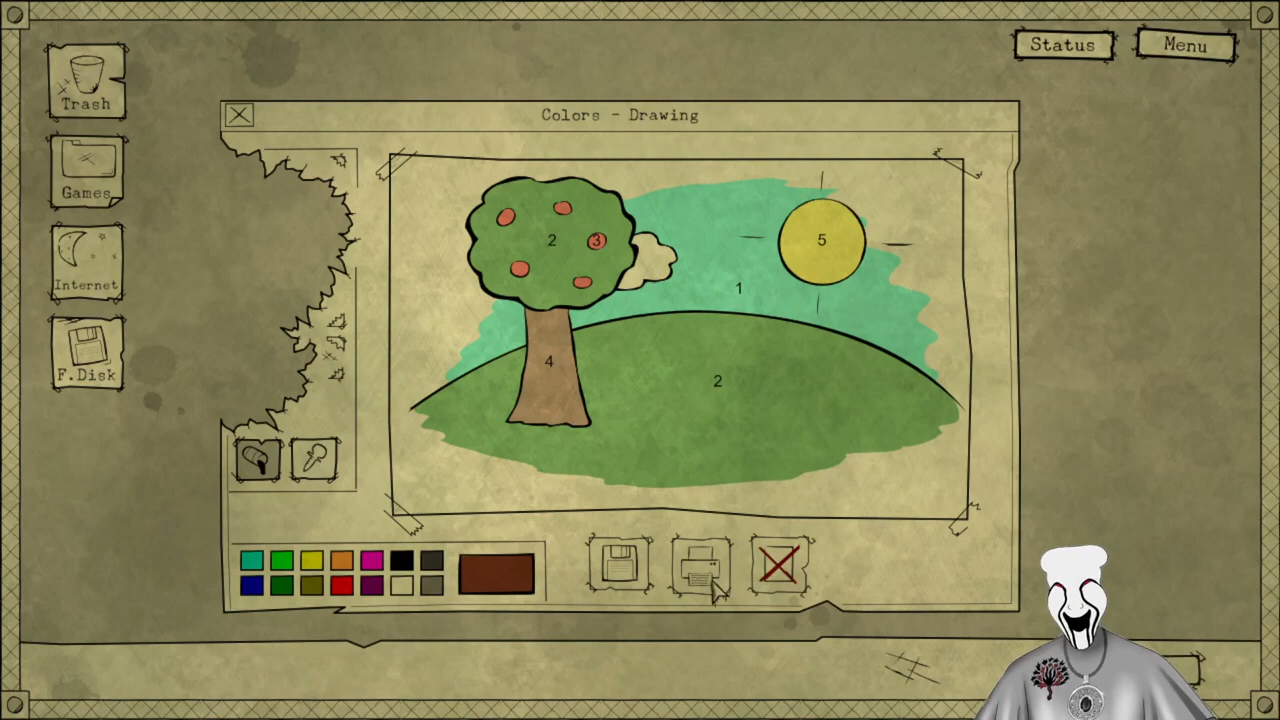 Status
Menu
Trash
Games
Internet
F.Disk
Colors - Drawing
2
3
5
1
4
2